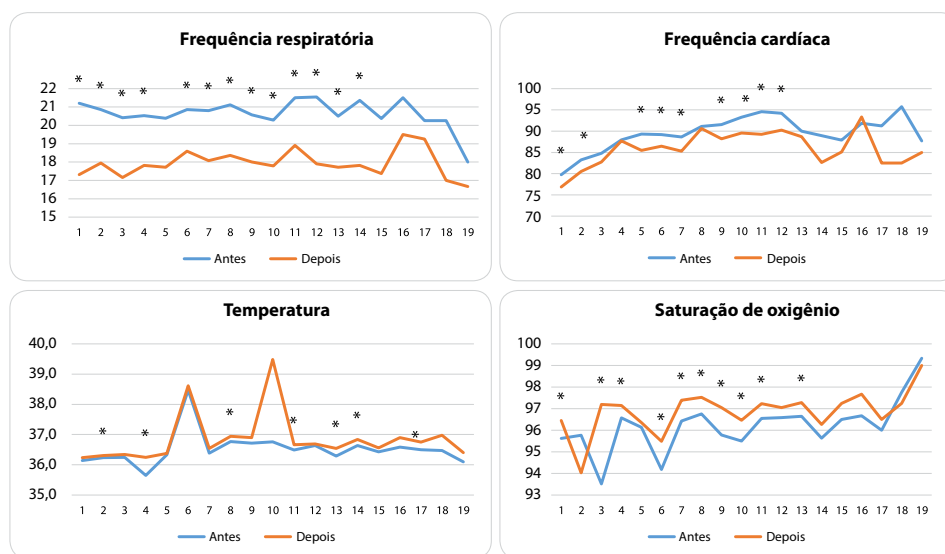 Frequência respiratória
* * * * * * * * * * * * *
22
21
20
19
18
17
16
15
1 2 3 4 5 6 7 8 9 10 11 12 13 14 15 16 17 18 19
Antes Depois
Frequência cardíaca
* * * * * * * * *
100
95
90
85
80
75
70
1 2 3 4 5 6 7 8 9 10 11 12 13 14 15 16 17 18 19
Antes Depois
Temperatura
* * * * * * *
40,0
39,0
38,0
37,0
36,0
35,0
1 2 3 4 5 6 7 8 9 10 11 12 13 14 15 16 17 18 19
Antes Depois
Saturação de oxigênio
* * * * * * * * * *
100
99
98
97
96
95
94
93
1 2 3 4 5 6 7 8 9 10 11 12 13 14 15 16 17 18 19
Antes Depois